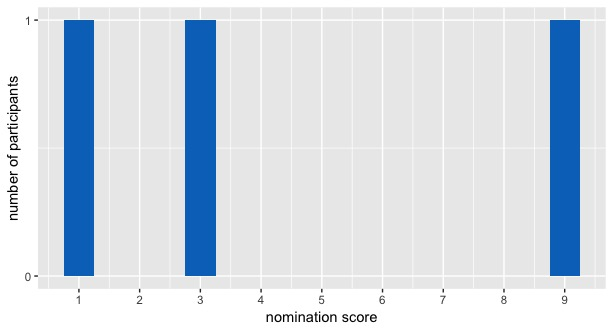 number of participants
1
0
1 2 3 4 5 6 7 8 9
nomination score